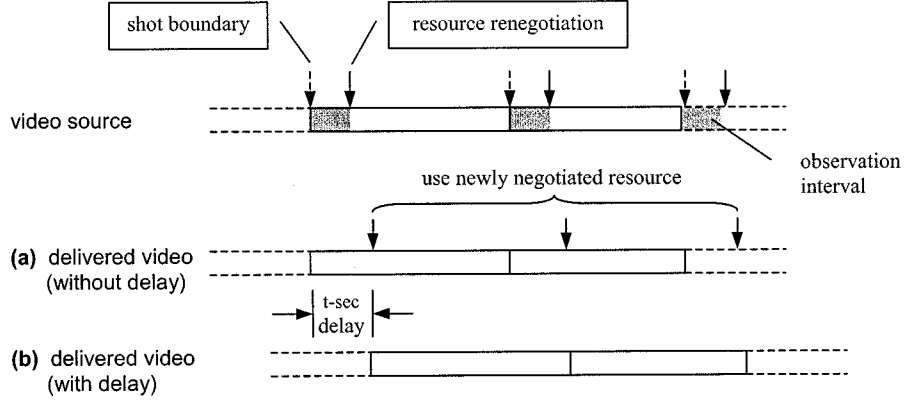 shot boundary
resource renegotiation
video source
observation
interval
use newly negotiated resource
(a) delivered video
(without delay)
t-sec
delay
(b) delivered video
(with delay)